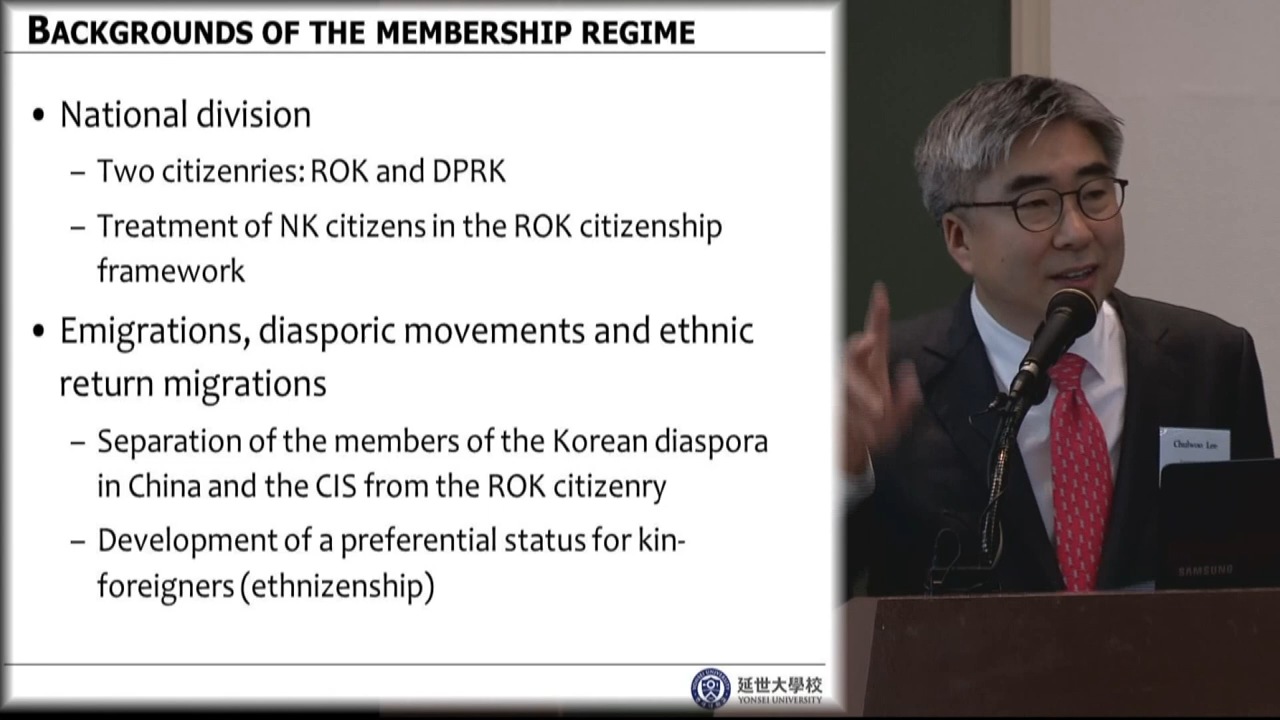 BACKGROUNDS OF THE MEMBERSHIP REGIME
• National division
– Two citizenries: ROK and DPRK
– Treatment of NK citizens in the ROK citizenship
framework
• Emigrations, diasporic movements and ethnic
return migrations
– Separation of the members of the Korean diaspora
in China and the CIS from the ROK citizenry
– Development of a preferential status for kin-
foreigners (ethnizenship)
延世大學校
YONSEI UNIVERSITY
Chulwoo Lee
SAMSUNG